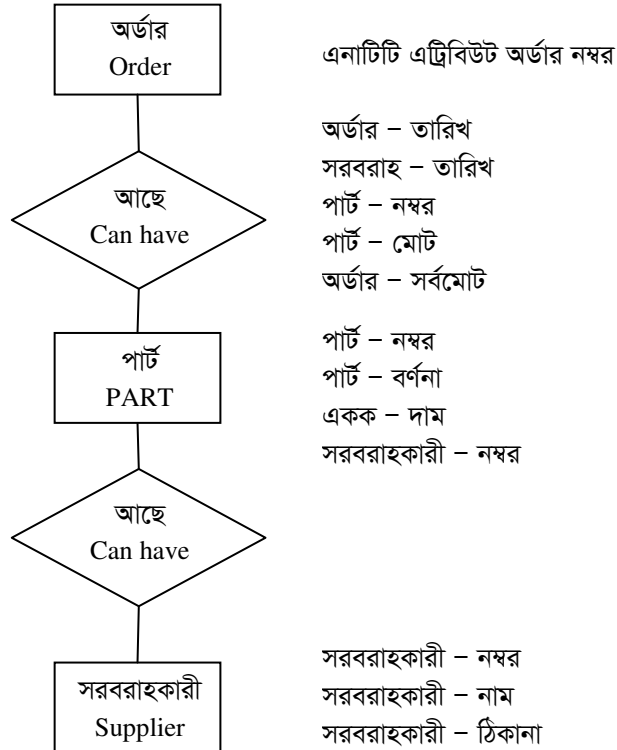 অর্ডার
Order
এনাটিটি এট্রিবিউট অর্ডার নম্বর
অর্ডার – তারিখ
সরবরাহ – তারিখ
আছে
Can have
পার্ট – নম্বর
পার্ট – মোট
অর্ডার – সর্বমোট
পার্ট
PART
পার্ট – নম্বর
পার্ট – বর্ণনা
একক – দাম
সরবরাহকারী – নম্বর
আছে
Can have
সরবরাহকারী
Supplier
সরবরাহকারী – নম্বর
সরবরাহকারী – নাম
সরবরাহকারী – ঠিকানা